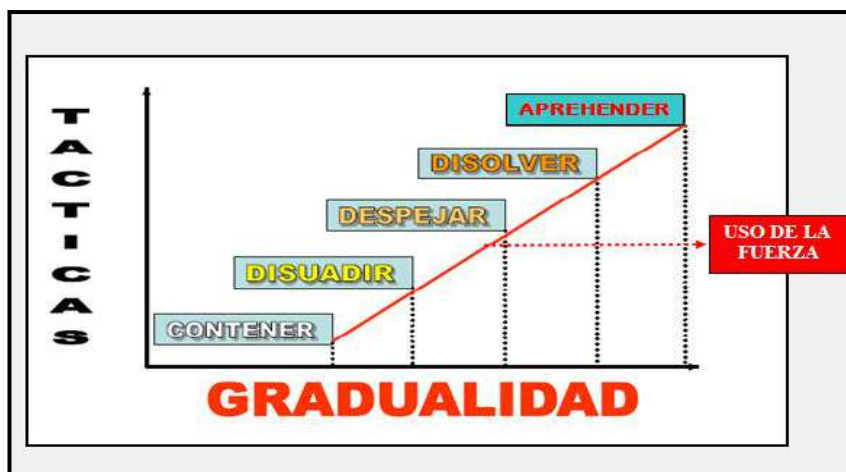 TACTICAS
APREHENDER
DISOLVER
DESPEJAR
USO DE LA
FUERZA
DISUADIR
CONTENER
GRADUALIDAD